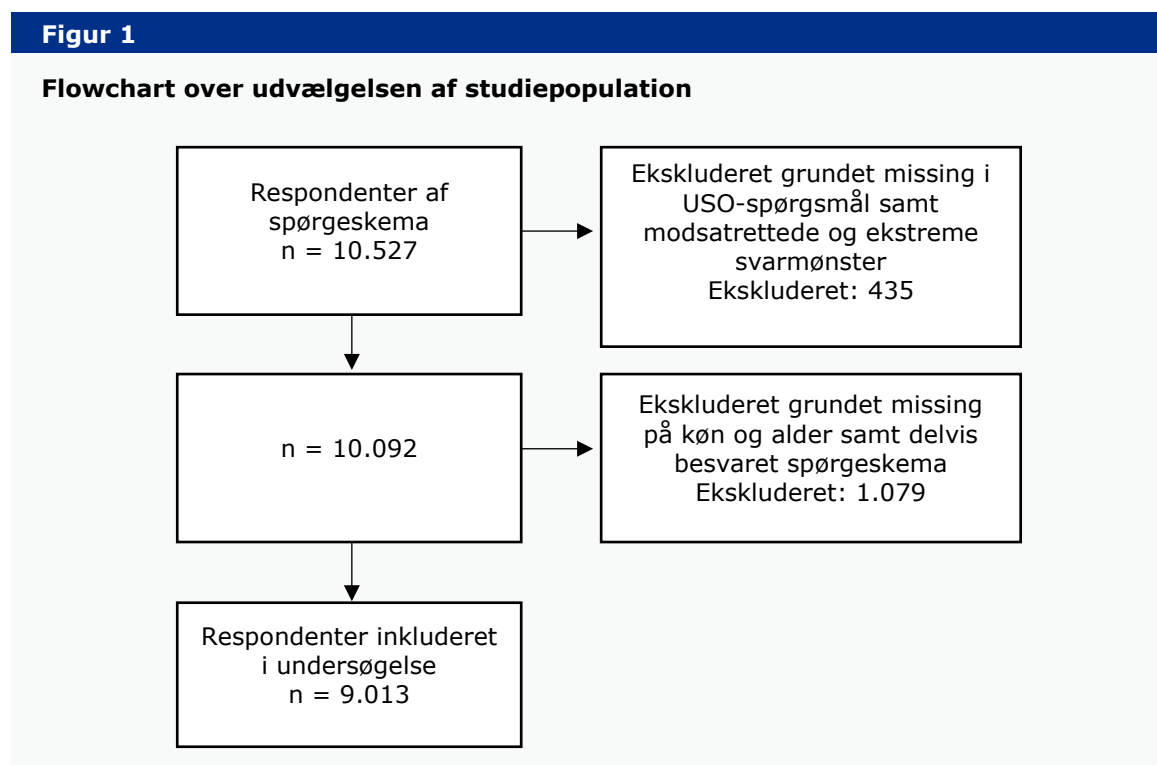 Figur 1
Flowchart over udvælgelsen af studiepopulation
Respondenter af
spørgeskema
n = 10.527
Ekskluderet grundet missing i
USO-spørgsmål samt
modsatrettede og ekstreme
svarmønster
Ekskluderet: 435
n = 10.092
Ekskluderet grundet missing
på køn og alder samt delvis
besvaret spørgeskema
Ekskluderet: 1.079
Respondenter inkluderet
i undersøgelse
n = 9.013